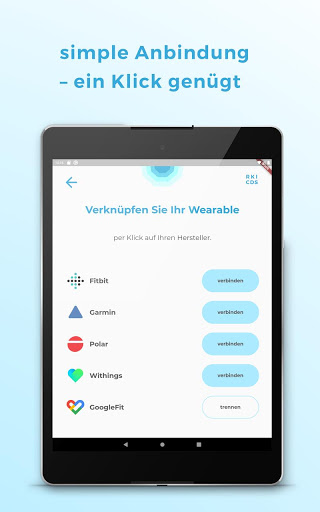 simple Anbindung
– ein Klick genügt
RKI
CDS
Verknüpfen Sie Ihr Wearable
per Klick auf Ihren Hersteller.
Fitbit verbinden
Garmin verbinden
Polar verbinden
Withings verbinden
GoogleFit trennen